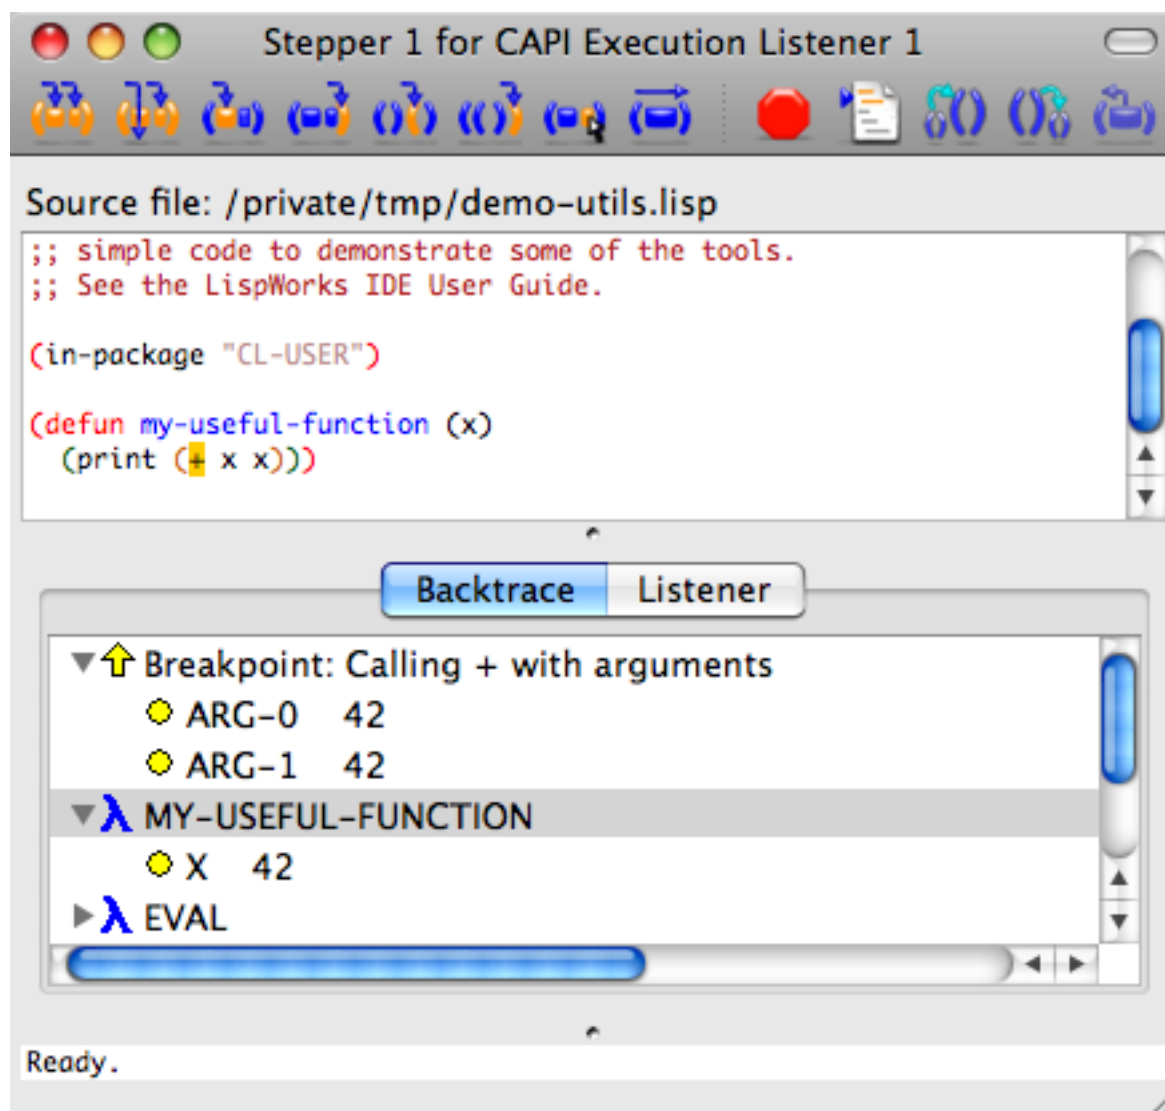 Stepper 1 for CAPI Execution Listener 1
Source file: /private/tmp/demo-utils.lisp
;; simple code to demonstrate some of the tools.
;; See the LispWorks IDE User Guide.
(in-package "CL-USER")
(defun my-useful-function (x)
(print (+ x x)))
Backtrace Listener
Breakpoint: Calling + with arguments
ARG-0 42
ARG-1 42
λ MY-USEFUL-FUNCTION
X 42
λ EVAL
Ready.